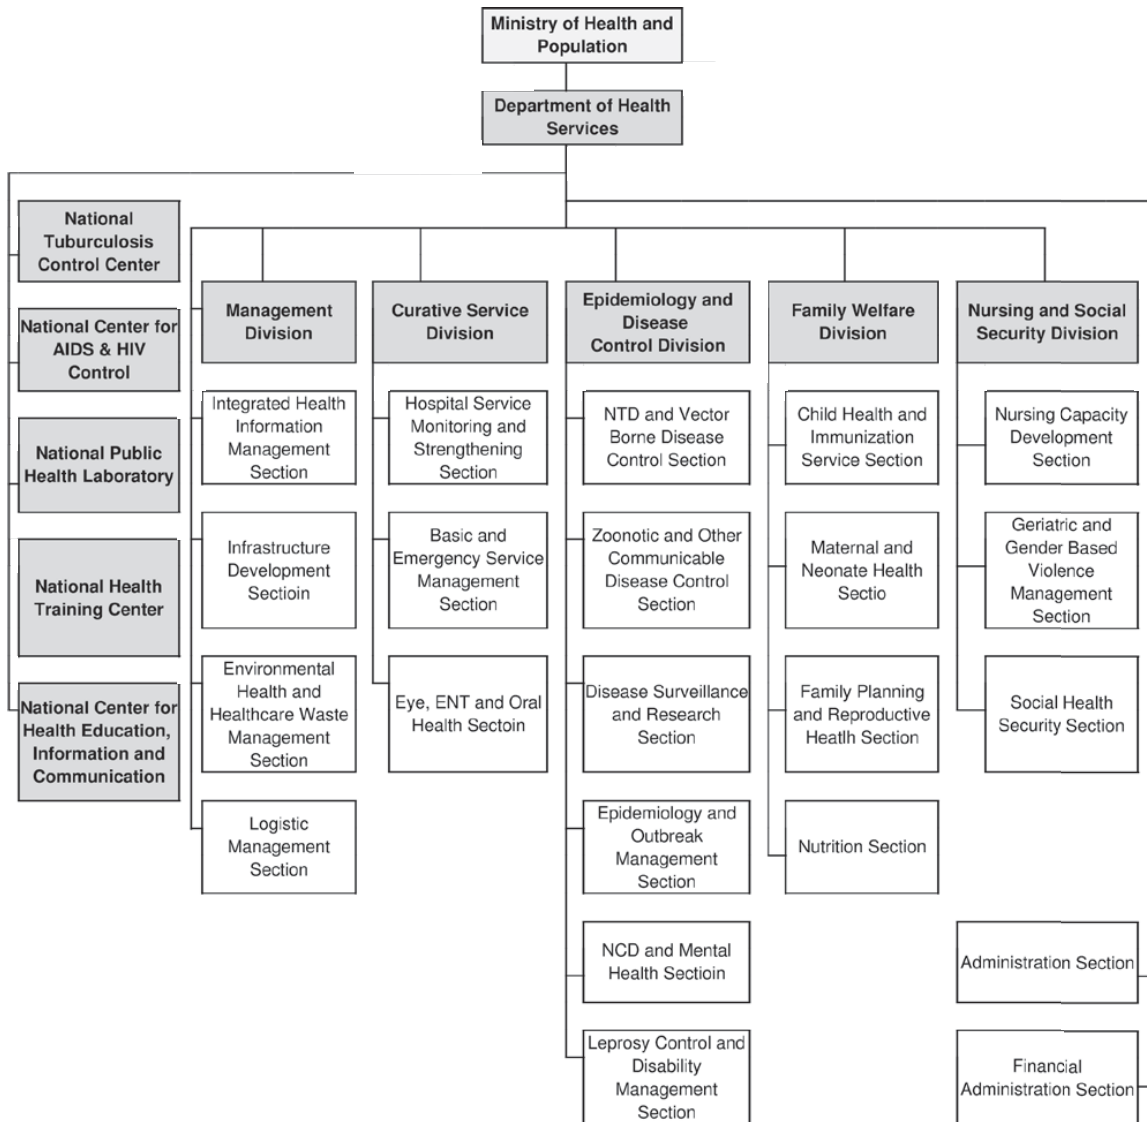 Ministry of Health and
Population
Department of Health
Services
National
Tuburculosis
Control Center
National Center for
AIDS & HIV
Control
National Public
Health Laboratory
National Health
Training Center
National Center for
Health Education,
Information and
Communication
Management
Division
Integrated Health
Information
Management
Section
Infrastructure
Development
Sectioin
Environmental
Health and
Healthcare Waste
Management
Section
Logistic
Management
Section
Curative Service
Division
Hospital Service
Monitoring and
Strengthening
Section
Basic and
Emergency Service
Management
Section
Eye, ENT and Oral
Health Sectoin
Epidemiology and
Disease
Control Division
NTD and Vector
Borne Disease
Control Section
Zoonotic and Other
Communicable
Disease Control
Section
Disease Surveillance
and Research
Section
Epidemiology and
Outbreak
Management
Section
NCD and Mental
Health Sectioin
Leprosy Control and
Disability
Management
Section
Family Welfare
Division
Child Health and
Immunization
Service Section
Maternal and
Neonate Health
Sectio
Family Planning
and Reproductive
Heatlh Section
Nutrition Section
Nursing and Social
Security Division
Nursing Capacity
Development
Section
Geriatric and
Gender Based
Violence
Management
Section
Social Health
Security Section
Administration Section
Financial
Administration Section